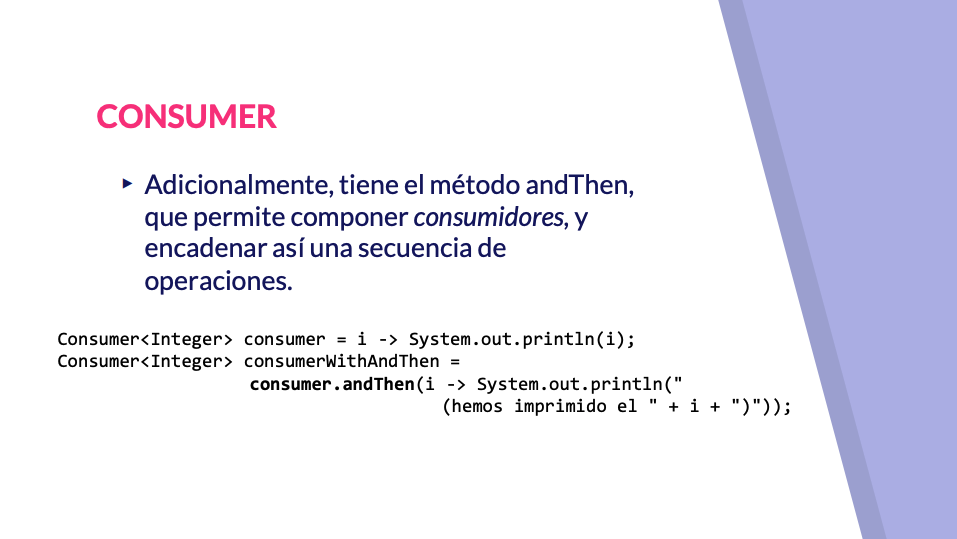 CONSUMER
▸ Adicionalmente, tiene el método andThen,
que permite componer consumidores, y
encadenar así una secuencia de
operaciones.
Consumer<Integer> consumer = i -> System.out.println(i);
Consumer<Integer> consumerWithAndThen =
consumer.andThen(i -> System.out.println("
(hemos imprimido el " + i + ")"));